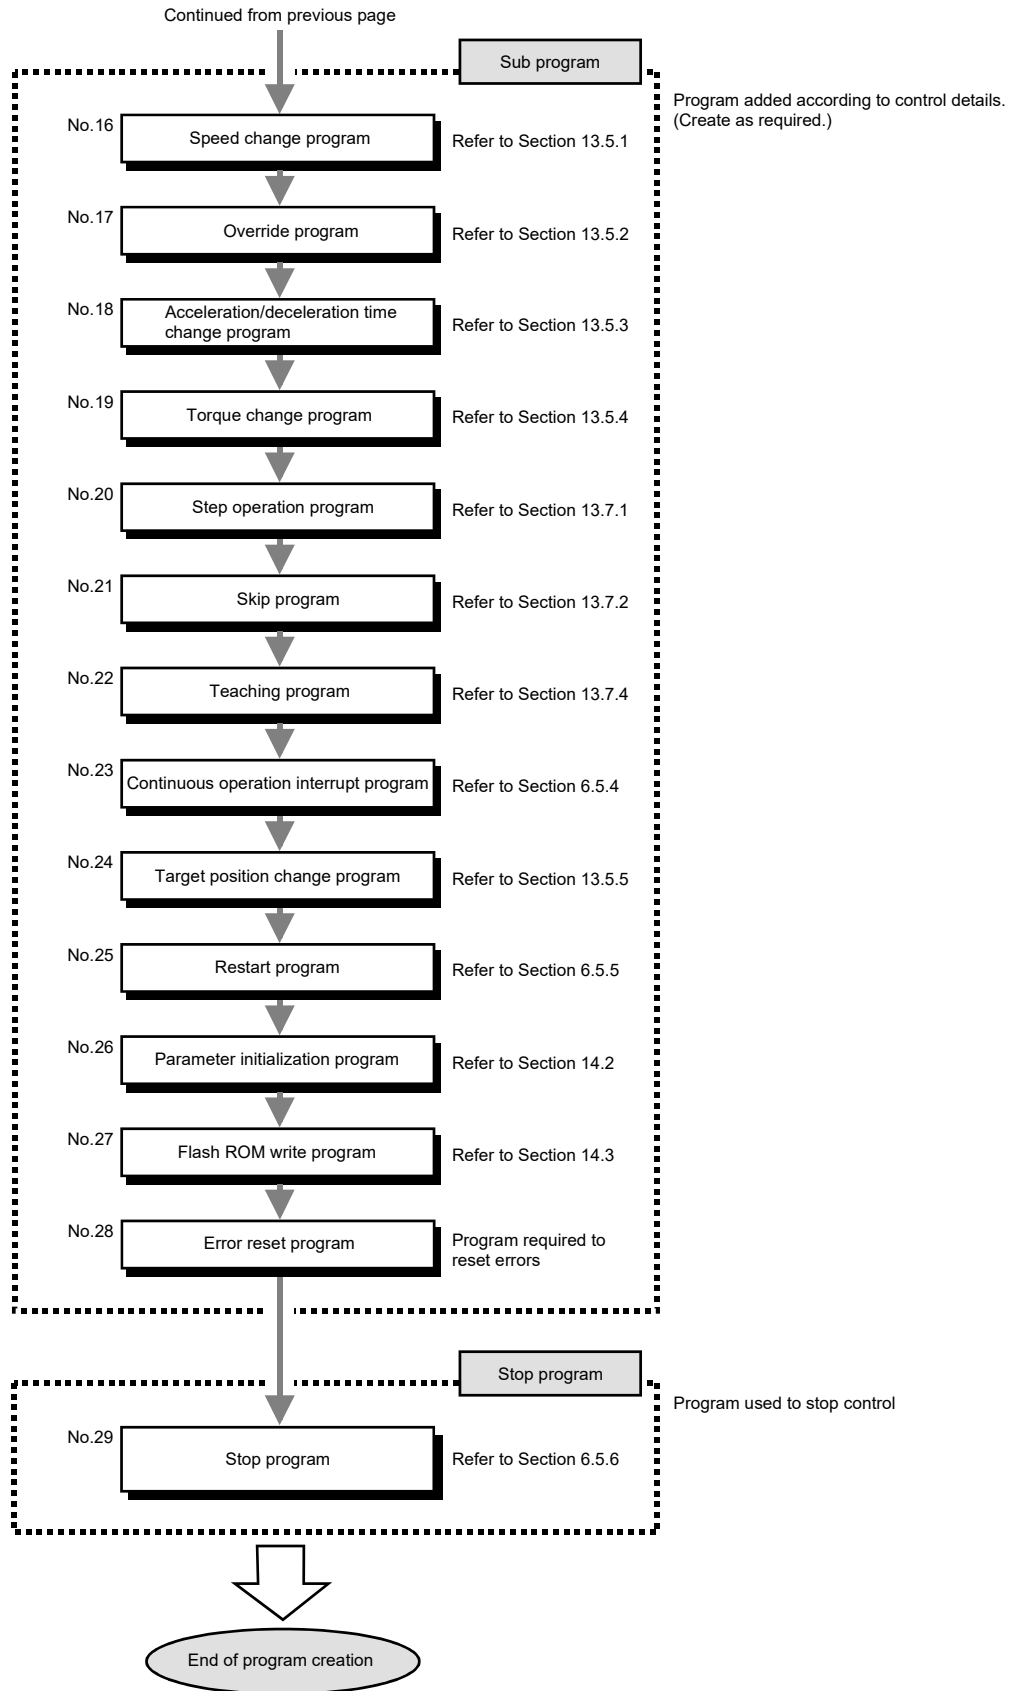 Continued from previous page
Sub program
Program added according to control details.
(Create as required.)
No.16
Speed change program
Refer to Section 13.5.1
No.17
Override program
Refer to Section 13.5.2
No.18
Acceleration/deceleration time
change program
Refer to Section 13.5.3
No.19
Torque change program
Refer to Section 13.5.4
No.20
Step operation program
Refer to Section 13.7.1
No.21
Skip program
Refer to Section 13.7.2
No.22
Teaching program
Refer to Section 13.7.4
No.23
Continuous operation interrupt program
Refer to Section 6.5.4
No.24
Target position change program
Refer to Section 13.5.5
No.25
Restart program
Refer to Section 6.5.5
No.26
Parameter initialization program
Refer to Section 14.2
No.27
Flash ROM write program
Refer to Section 14.3
No.28
Error reset program
Program required to
reset errors
Stop program
Program used to stop control
No.29
Stop program
Refer to Section 6.5.6
End of program creation